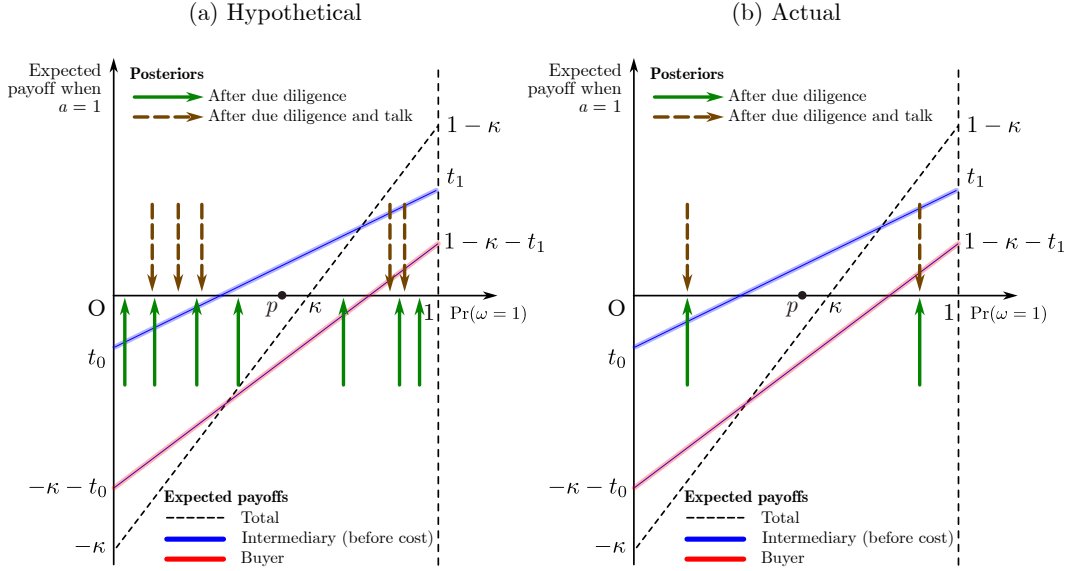 (a) Hypothetical
Expected
payoff when
a = 1
Posteriors
After due diligence
After due diligence and talk
1 − κ
t₁
1 − κ − t₁
O
p
κ
1
Pr(ω = 1)
t₀
−κ − t₀
−κ
Expected payoffs
Total
Intermediary (before cost)
Buyer
(b) Actual
Expected
payoff when
a = 1
Posteriors
After due diligence
After due diligence and talk
1 − κ
t₁
1 − κ − t₁
O
p
κ
1
Pr(ω = 1)
t₀
−κ − t₀
−κ
Expected payoffs
Total
Intermediary (before cost)
Buyer